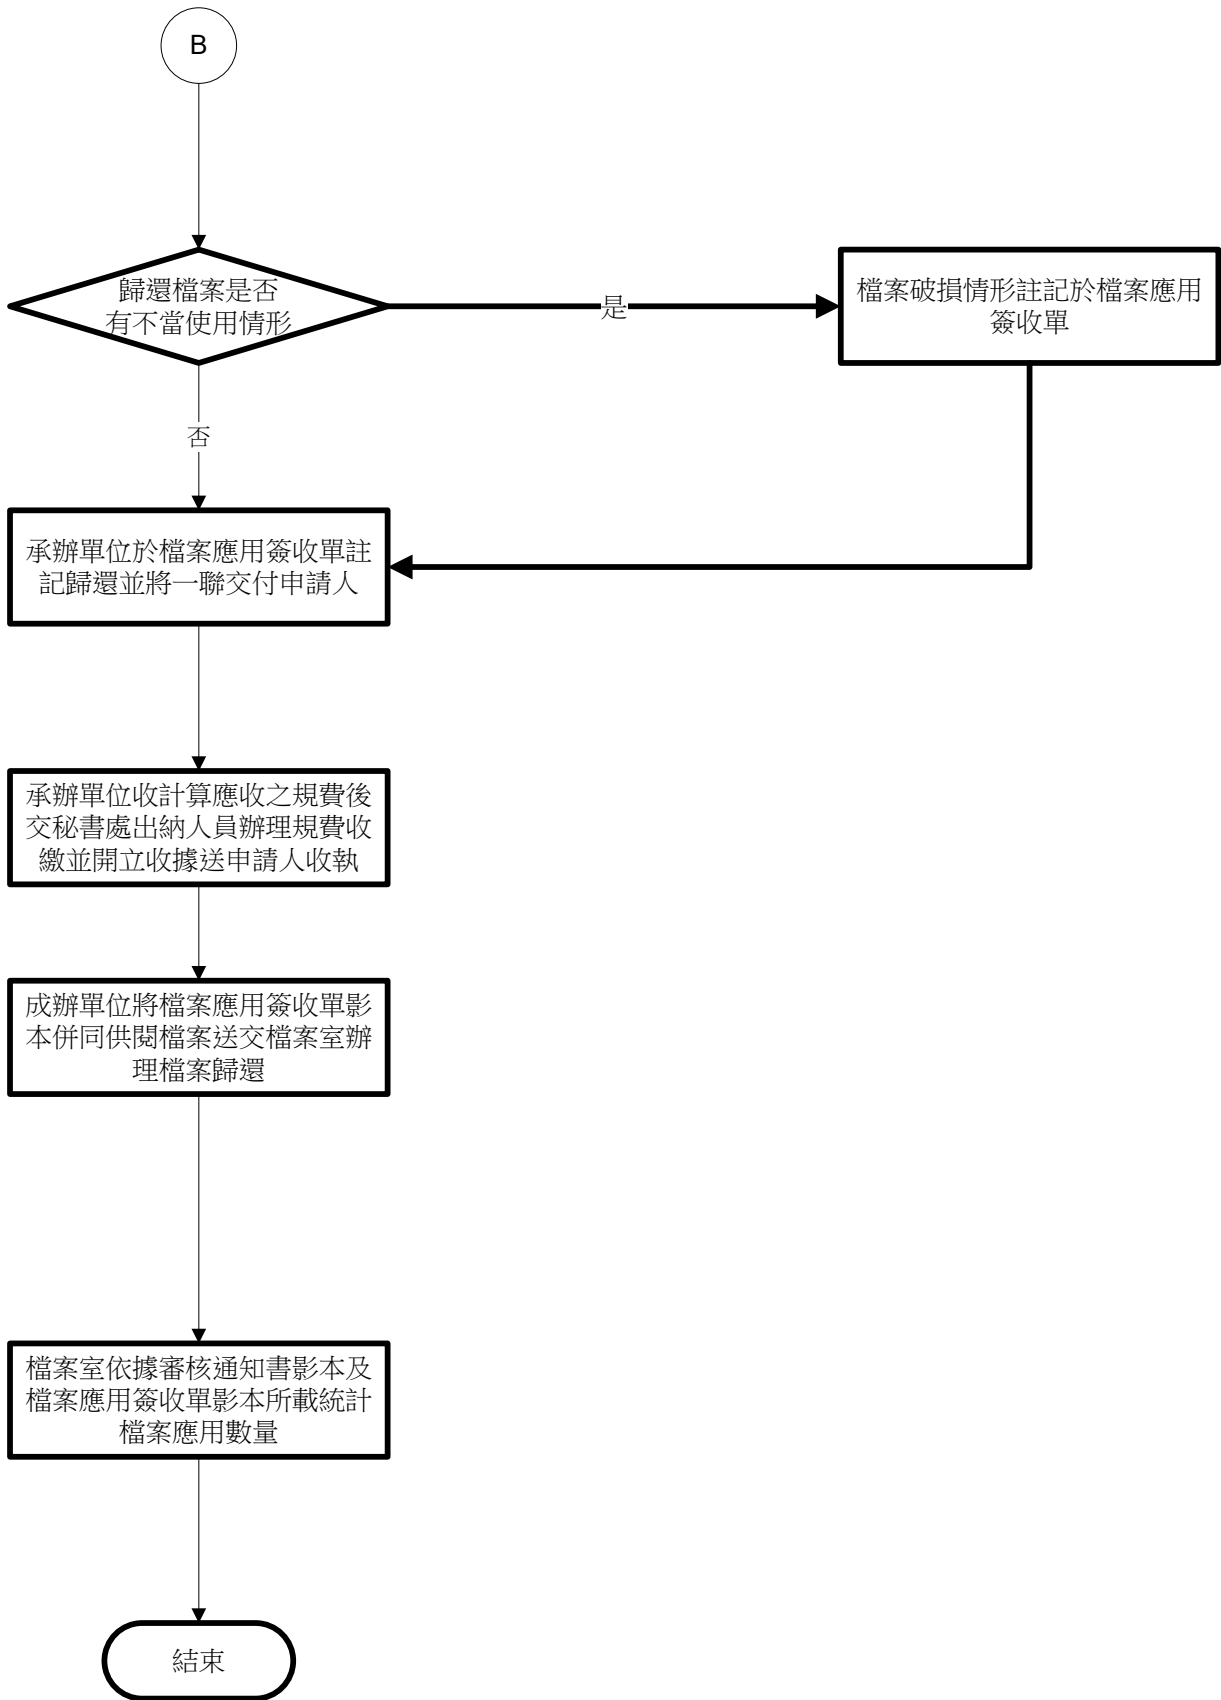 B
歸還檔案是否
有不當使用情形
是
檔案破損情形註記於檔案應用
簽收單
否
承辦單位於檔案應用簽收單註
記歸還並將一聯交付申請人
承辦單位收計算應收之規費後
交秘書處出納人員辦理規費收
繳並開立收據送申請人收執
成辦單位將檔案應用簽收單影
本併同供閱檔案送交檔案室辦
理檔案歸還
檔案室依據審核通知書影本及
檔案應用簽收單影本所載統計
檔案應用數量
結束